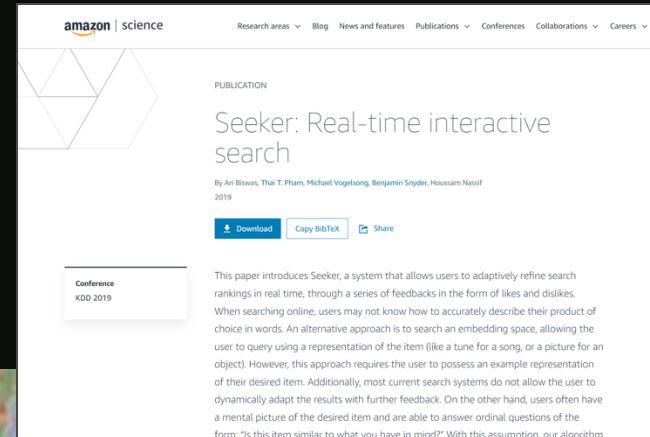 amazon | science
Research areas Blog News and features Publications Conferences Collaborations Careers
PUBLICATION
Seeker: Real-time interactive
search
By Ari Biswas, Thai T. Pham, Michael Vogelsong, Benjamin Snyder, Houssam Nassif
2019
Download Copy BibTeX Share
Conference
KDD 2019
This paper introduces Seeker, a system that allows users to adaptively refine search
rankings in real time, through a series of feedbacks in the form of likes and dislikes.
When searching online, users may not know how to accurately describe their product of
choice in words. An alternative approach is to search an embedding space, allowing the
user to query using a representation of the item (like a tune for a song, or a picture for an
object). However, this approach requires the user to possess an example representation
of their desired item. Additionally, most current search systems do not allow the user to
dynamically adapt the results with further feedback. On the other hand, users often have
a mental picture of the desired item and are able to answer ordinal questions of the
form: "Is this item similar to what you have in mind?" With this assumption, our algorithm